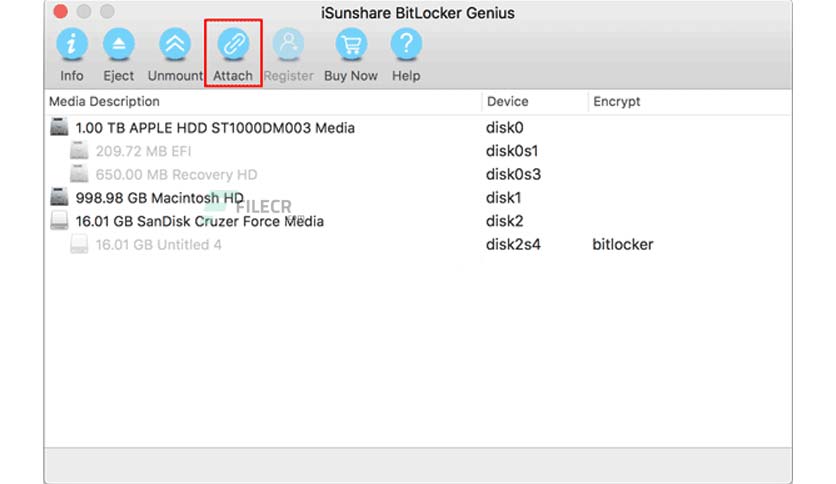 iSunshare BitLocker Genius
Info Eject Unmount Attach Register Buy Now Help
Media Description Device Encrypt
1.00 TB APPLE HDD ST1000DM003 Media disk0
209.72 MB EFI disk0s1
650.00 MB Recovery HD disk0s3
998.98 GB Macintosh HD disk1
FILECR
16.01 GB SanDisk Cruzer Force Media disk2
16.01 GB Untitled 4 disk2s4 bitlocker